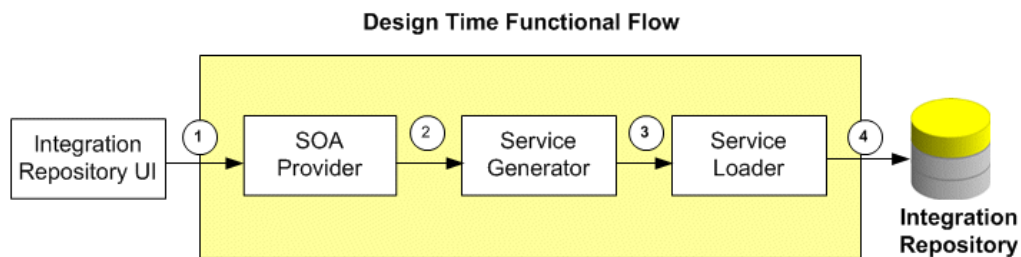 Design Time Functional Flow
1
2
3
4
Integration
Repository UI
SOA
Provider
Service
Generator
Service
Loader
Integration
Repository